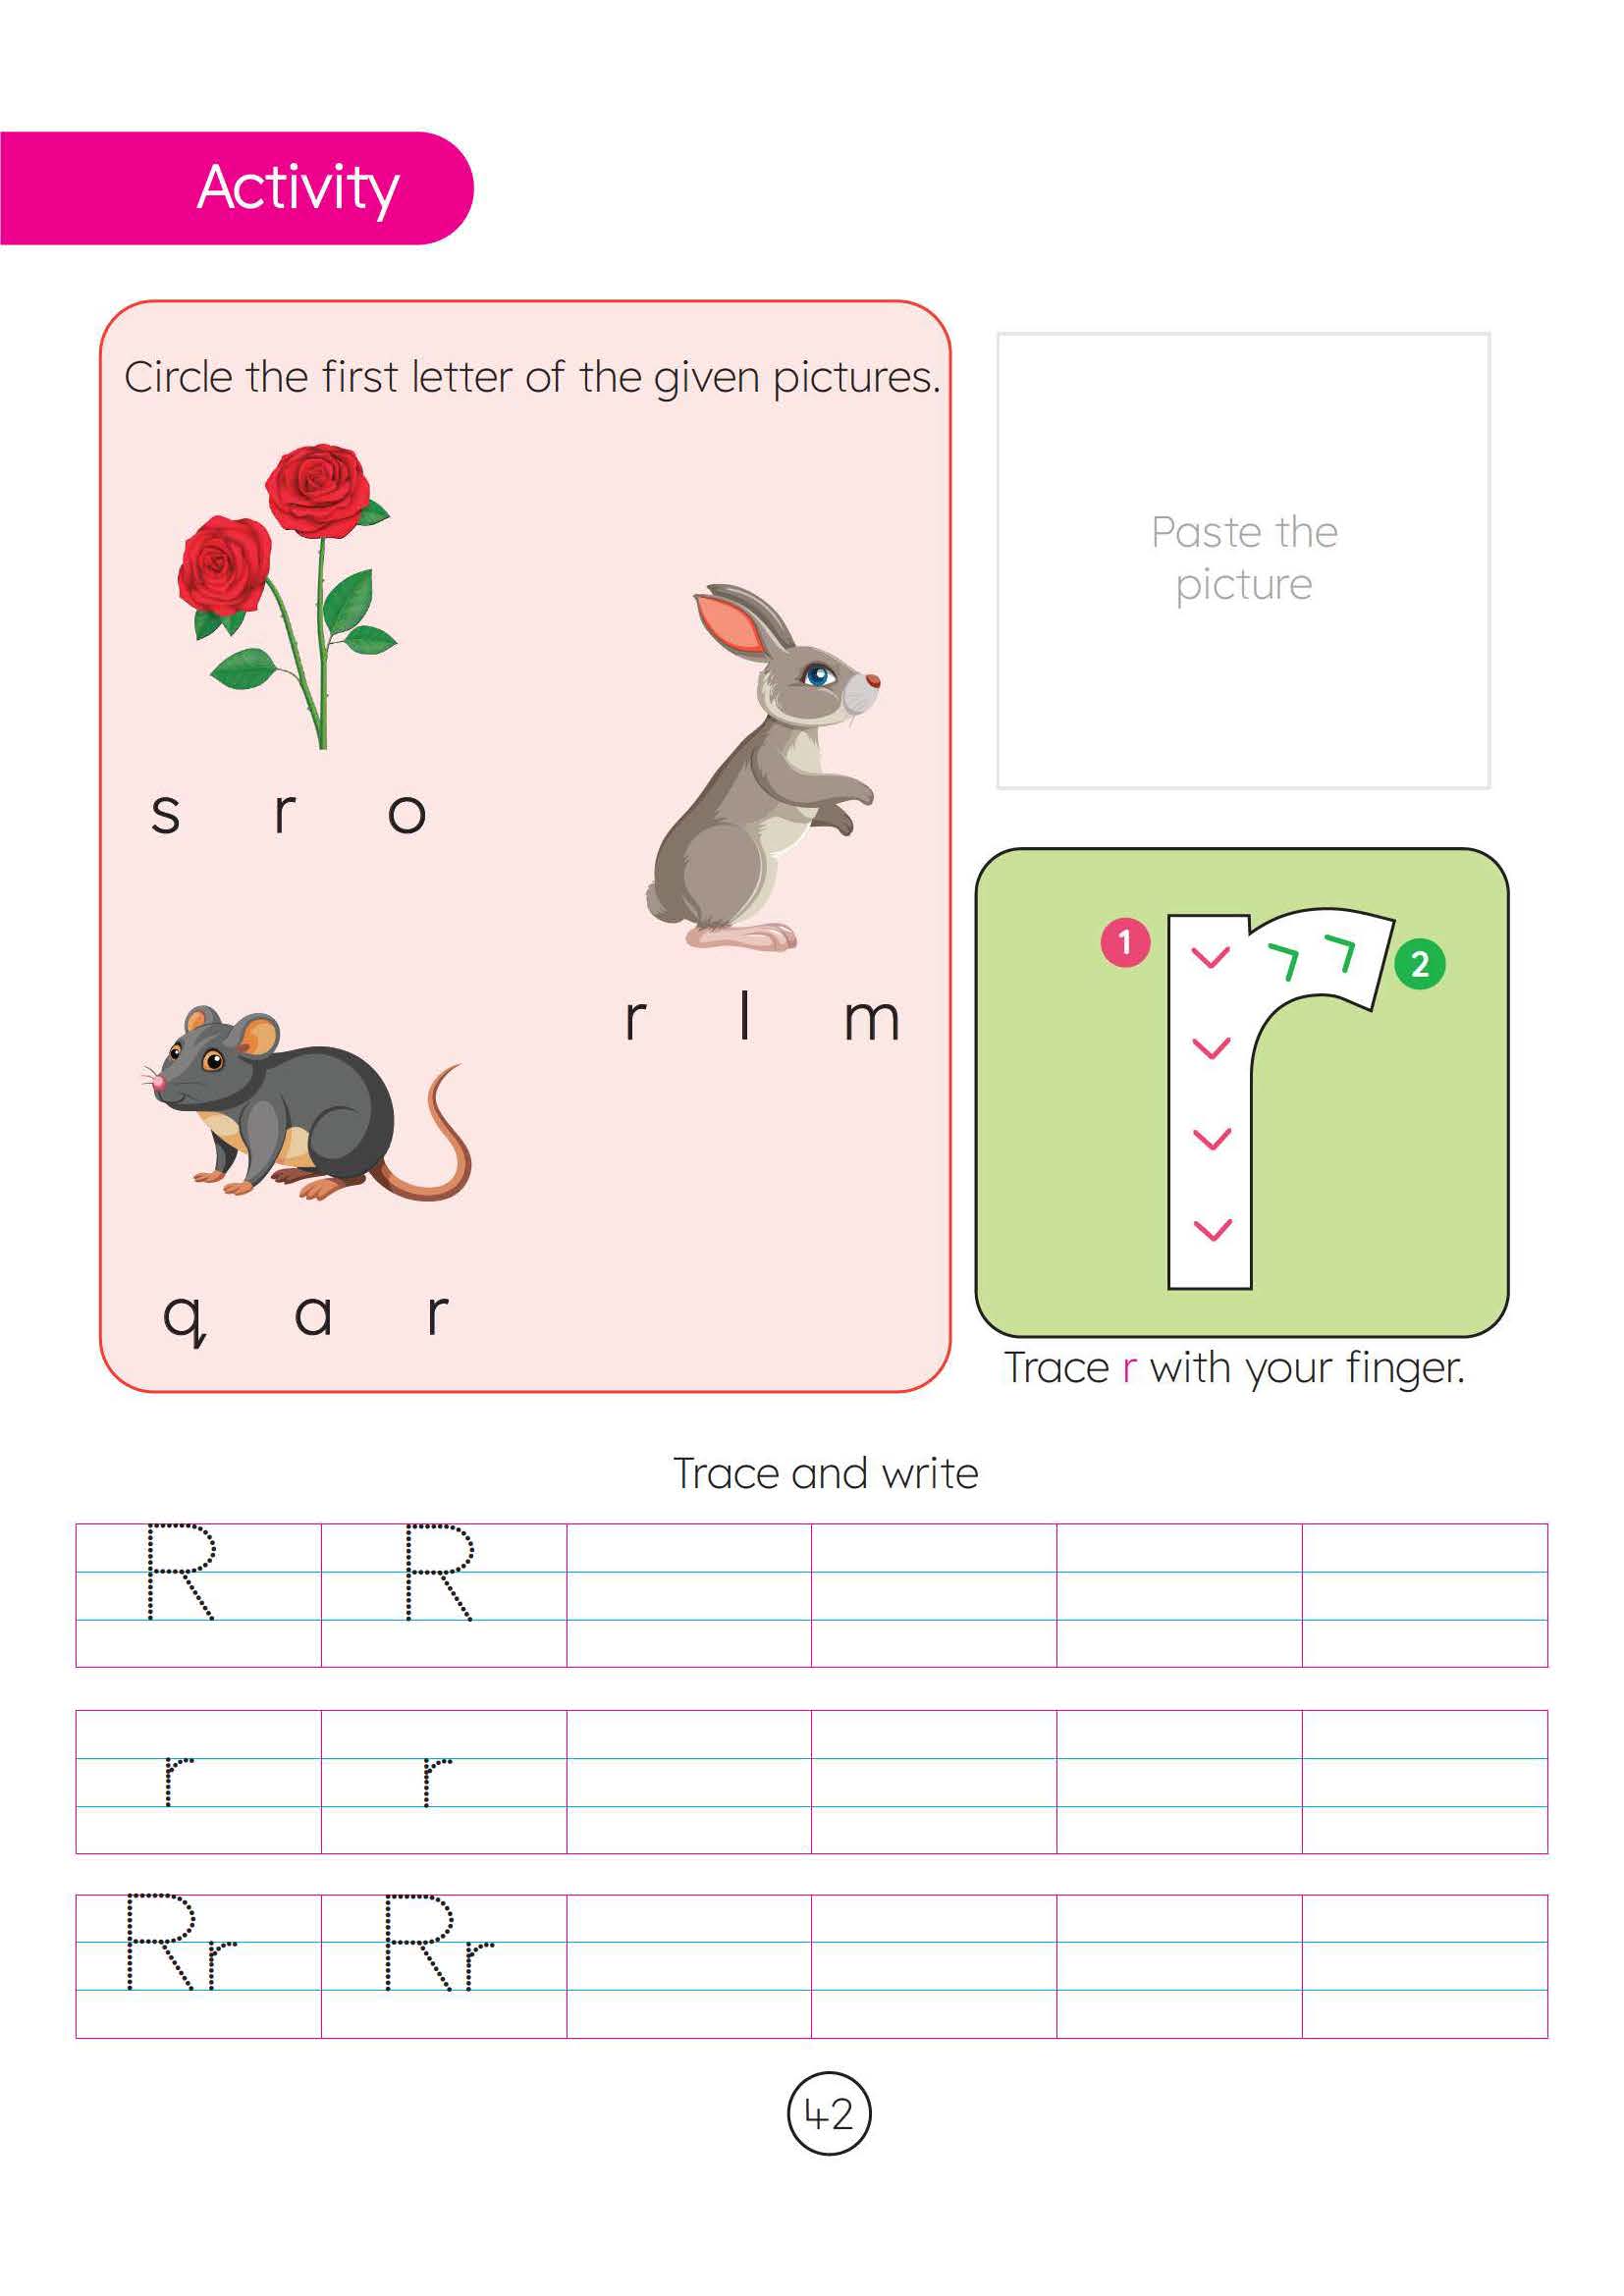 Activity
Circle the first letter of the given pictures.
s r o
r l m
q a r
Paste the
picture
1
2
Trace r with your finger.
Trace and write
R R
r r
Rr Rr
42